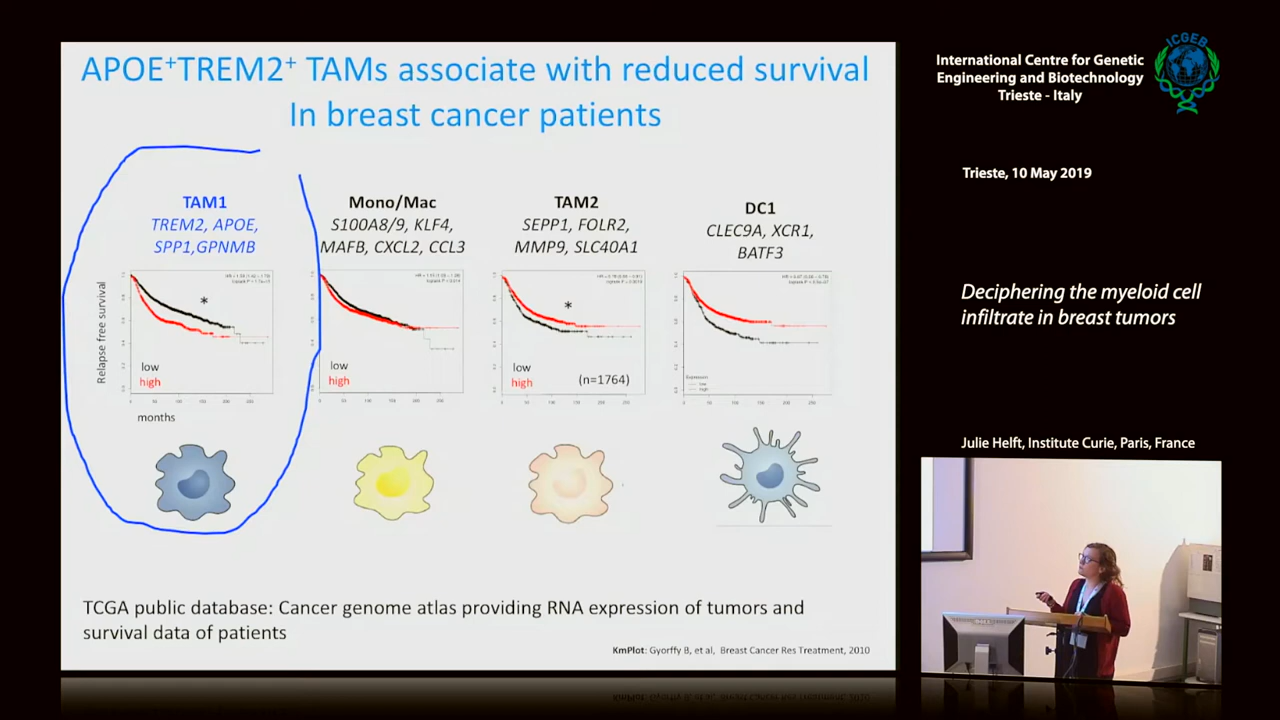 APOE+TREM2+ TAMs associate with reduced survival
In breast cancer patients
TAM1
TREM2, APOE,
SPP1,GPNMB
Mono/Mac
S100A8/9, KLF4,
MAFB, CXCL2, CCL3
TAM2
SEPP1, FOLR2,
MMP9, SLC40A1
DC1
CLEC9A, XCR1,
BATF3
Relapse free survival
*
low
high
months
low
high
*
low
high
(n=1764)
TCGA public database: Cancer genome atlas providing RNA expression of tumors and
survival data of patients
KmPlot: Gyorffy B, et al, Breast Cancer Res Treatment, 2010
International Centre for Genetic
Engineering and Biotechnology
Trieste - Italy
ICGEB
Trieste, 10 May 2019
Deciphering the myeloid cell
infiltrate in breast tumors
Julie Helft, Institute Curie, Paris, France
DELL